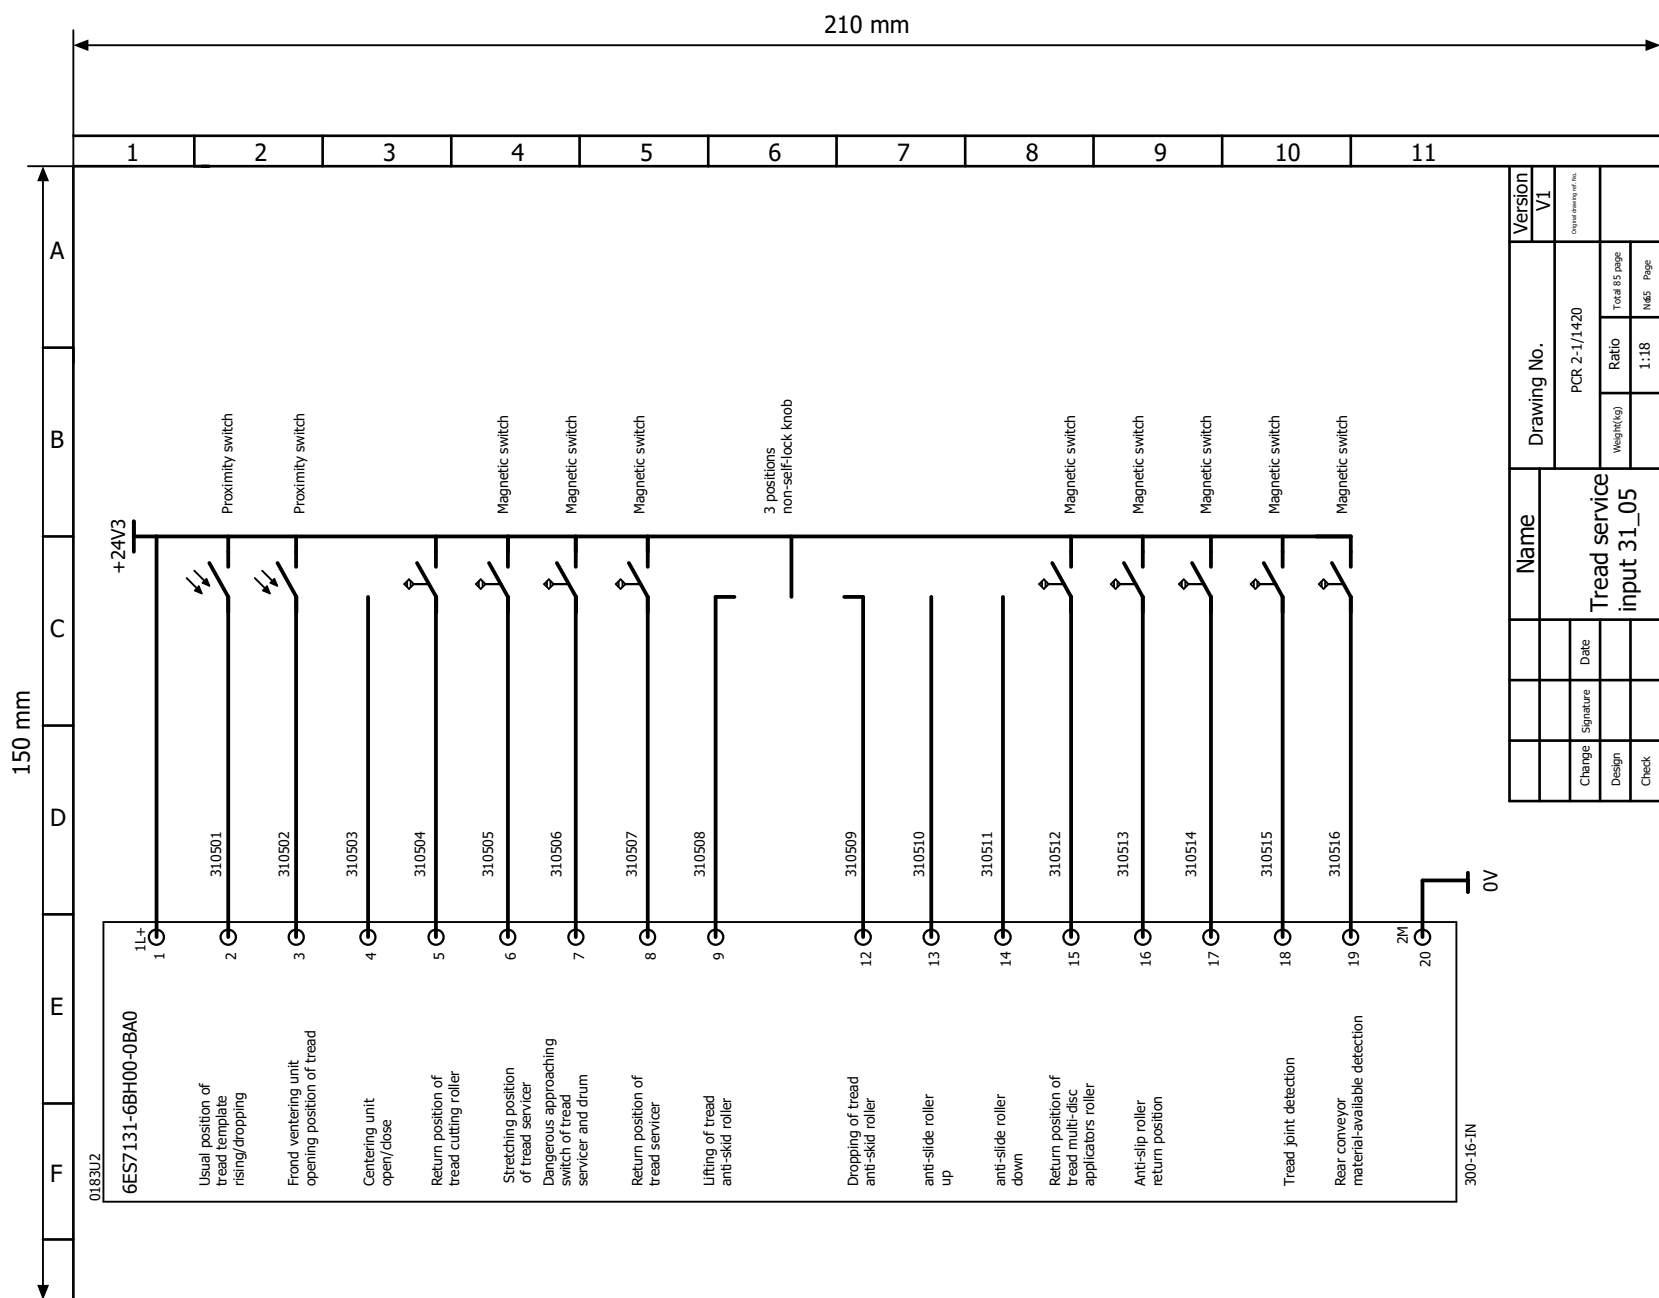 210 mm
150 mm
1 2 3 4 5 6 7 8 9 10 11
A
B
C
D
E
F
+24V3
Proximity switch
Proximity switch
Magnetic switch
Magnetic switch
Magnetic switch
3 positions
non-self-lock knob
Magnetic switch
Magnetic switch
Magnetic switch
Magnetic switch
Magnetic switch
310501
310502
310503
310504
310505
310506
310507
310508
310509
310510
310511
310512
310513
310514
310515
310516
0V
1L+
2M
1
2
3
4
5
6
7
8
9
12
13
14
15
16
17
18
19
20
0183U2
6ES7131-6BH00-0BA0
Usual position of
tread template
rising/dropping
Frond ventering unit
opening position of tread
Centering unit
open/close
Return position of
tread cutting roller
Stretching position
of tread servicer
Dangerous approaching
switch of tread
servicer and drum
Return position of
tread servicer
Lifting of tread
anti-skid roller
Dropping of tread
anti-skid roller
anti-slide roller
up
anti-slide roller
down
Return position of
tread multi-disc
applicators roller
Anti-slip roller
return position
Tread joint detection
Rear conveyor
material-available detection
300-16-IN
Change
Signature
Date
Design
Check
Name
Tread service
input 31_05
Drawing No.
PCR 2-1/1420
Version
V1
Original drawing ref. No.
Weight(kg)
Ratio
1:18
Total 85 page
Page